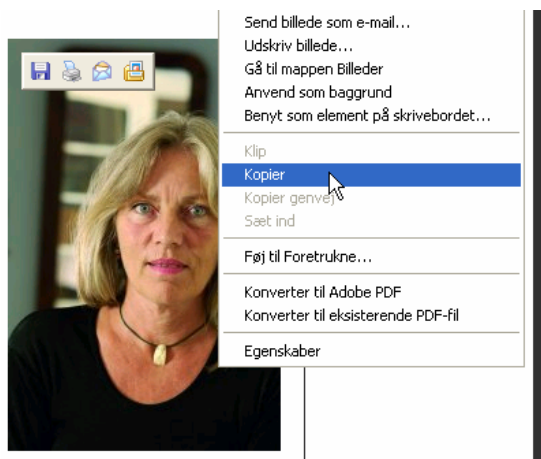 Send billede som e-mail...
Udskriv billede...
Gå til mappen Billeder
Anvend som baggrund
Benyt som element på skrivebordet...
Klip
Kopier
Kopier genvej
Sæt ind
Føj til Foretrukne...
Konverter til Adobe PDF
Konverter til eksisterende PDF-fil
Egenskaber